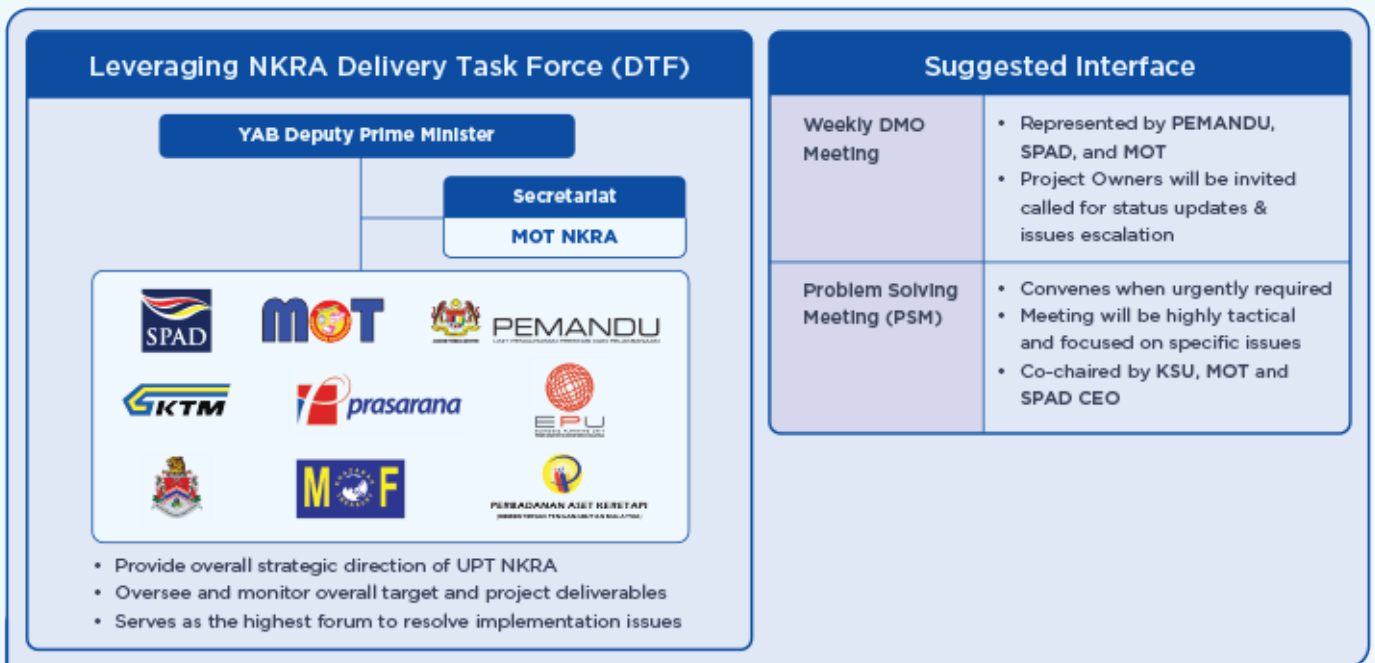 Leveraging NKRA Delivery Task Force (DTF)
YAB Deputy Prime Minister
Secretariat
MOT NKRA
SPAD
MOT
PEMANDU
KTM
prasarana
EPU
MOF
PERBADANAN ASET KERETAPI
• Provide overall strategic direction of UPT NKRA
• Oversee and monitor overall target and project deliverables
• Serves as the highest forum to resolve implementation issues
Suggested Interface
Weekly DMO
Meeting
• Represented by PEMANDU,
SPAD, and MOT
• Project Owners will be invited
called for status updates &
issues escalation
Problem Solving
Meeting (PSM)
• Convenes when urgently required
• Meeting will be highly tactical
and focused on specific issues
• Co-chaired by KSU, MOT and
SPAD CEO